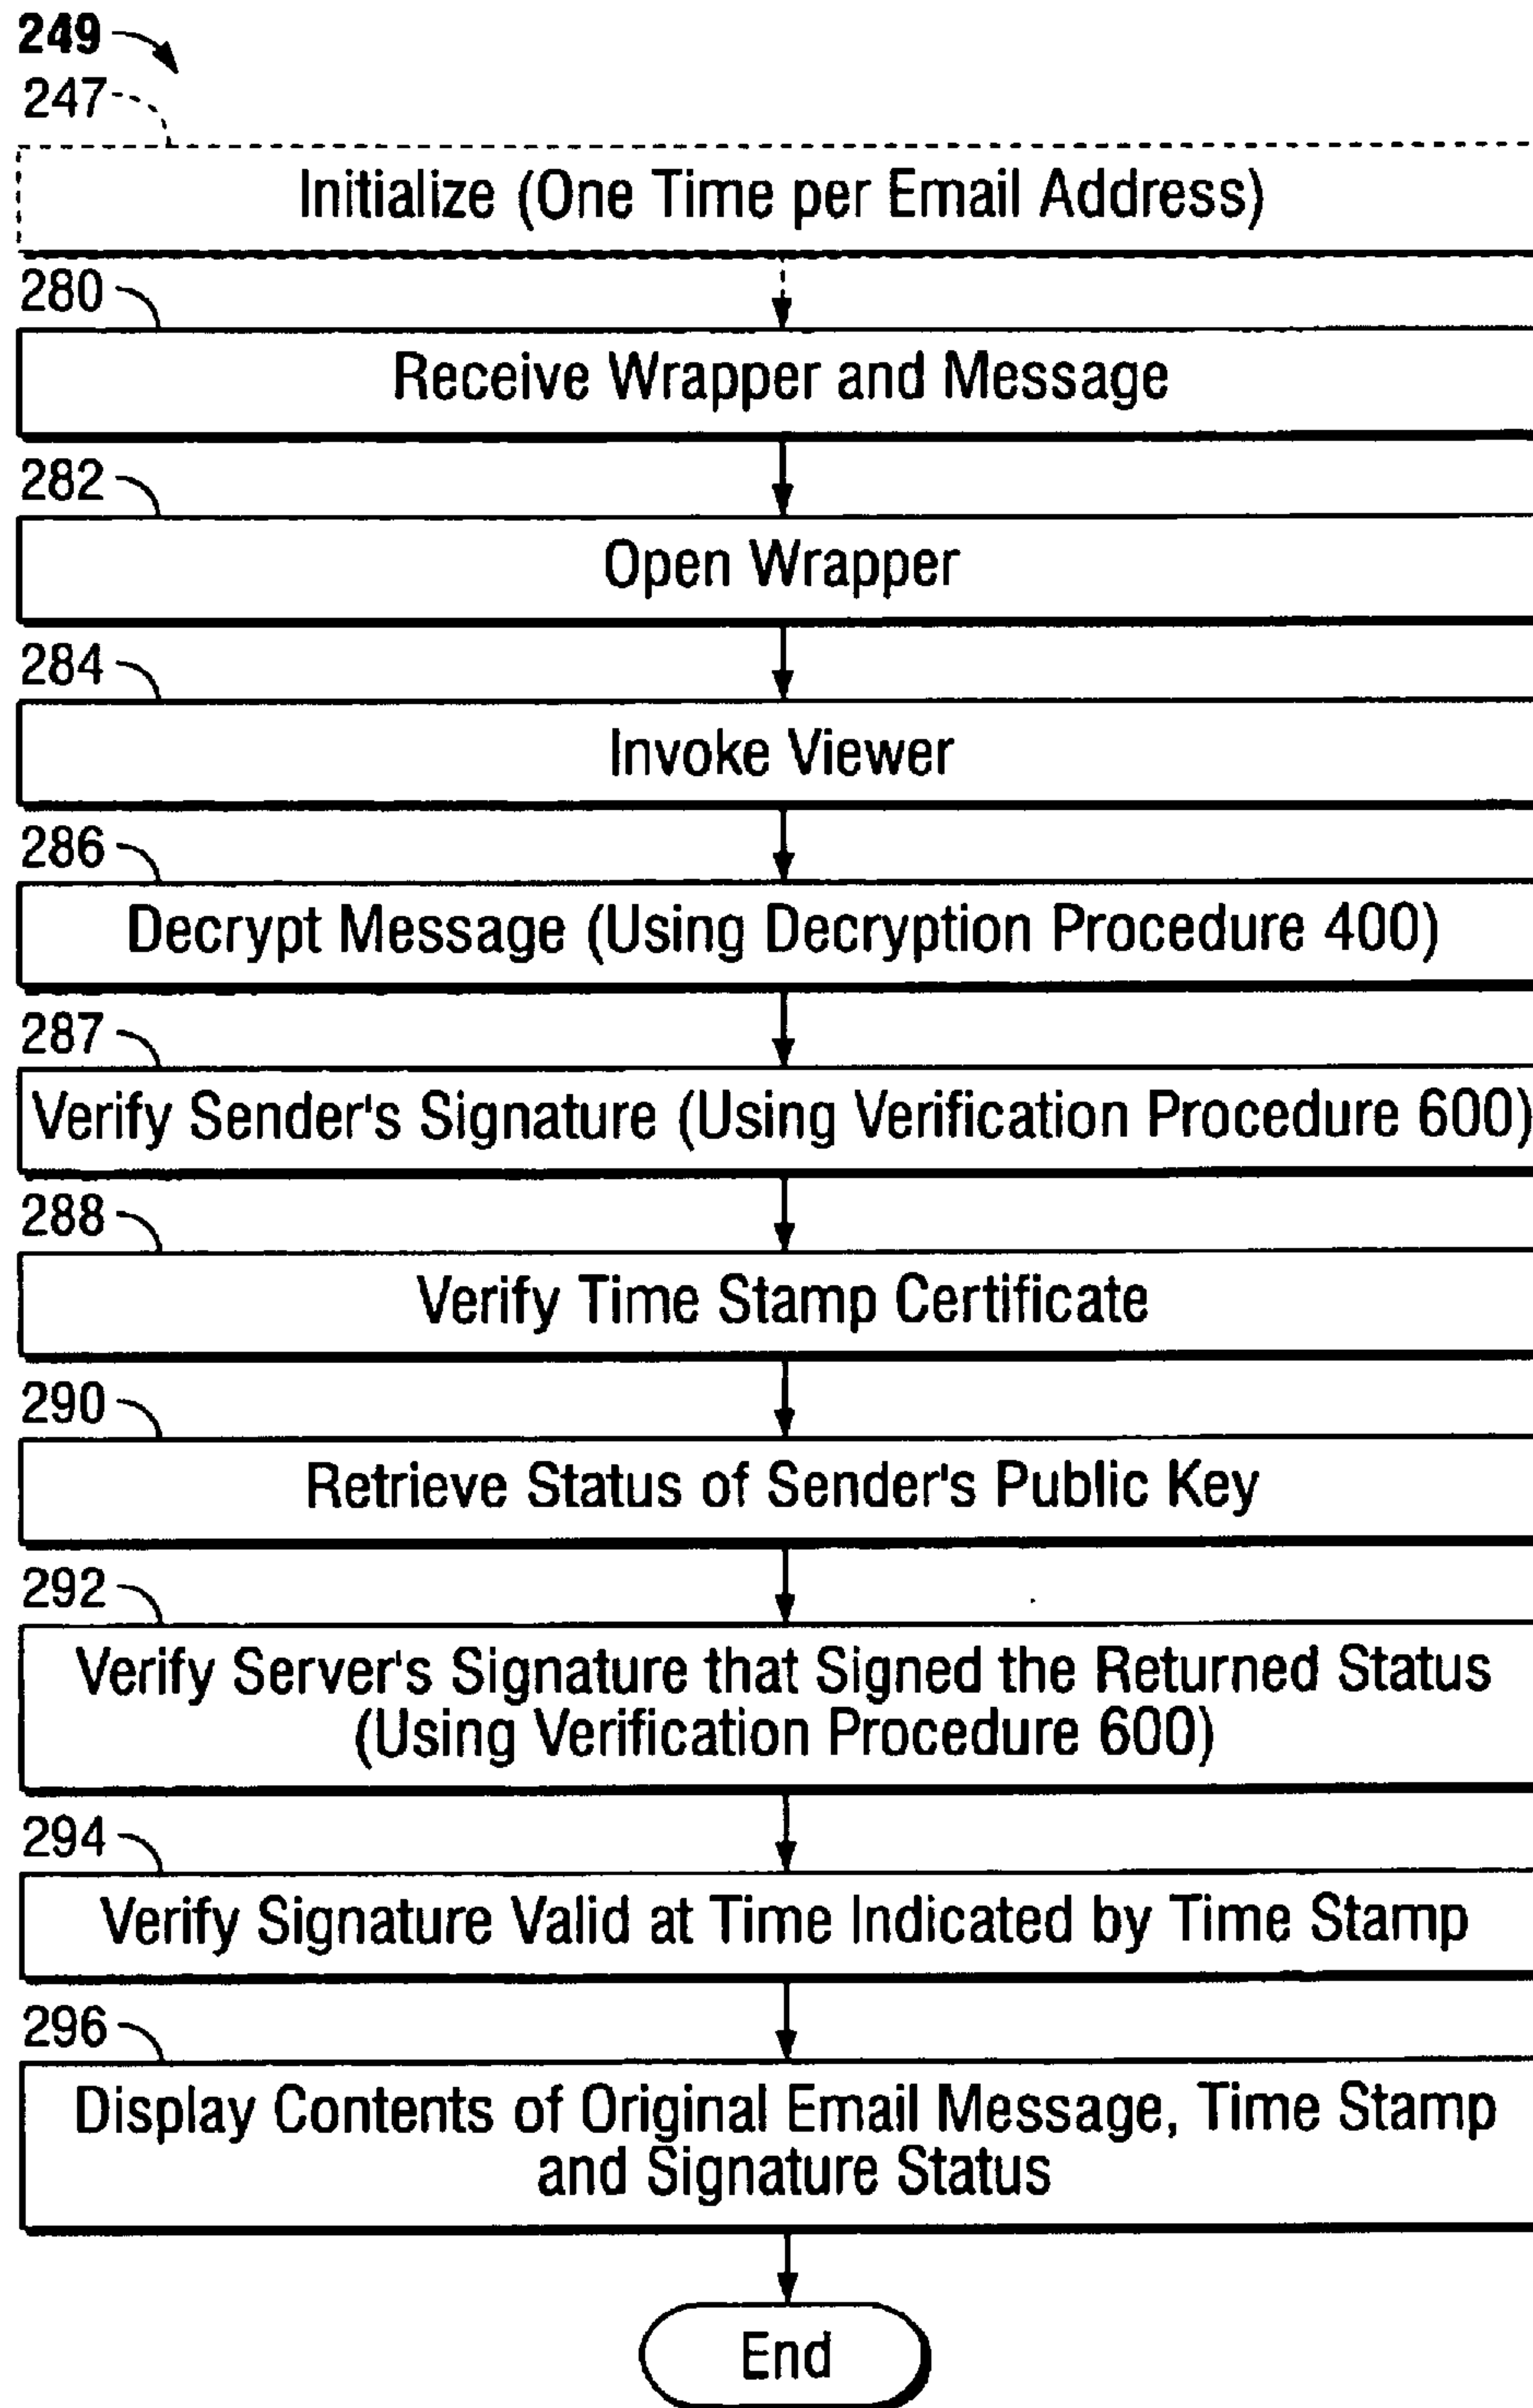 249
247
Initialize (One Time per Email Address)
280
Receive Wrapper and Message
282
Open Wrapper
284
Invoke Viewer
286
Decrypt Message (Using Decryption Procedure 400)
287
Verify Sender's Signature (Using Verification Procedure 600)
288
Verify Time Stamp Certificate
290
Retrieve Status of Sender's Public Key
292
Verify Server's Signature that Signed the Returned Status
(Using Verification Procedure 600)
294
Verify Signature Valid at Time Indicated by Time Stamp
296
Display Contents of Original Email Message, Time Stamp
and Signature Status
End